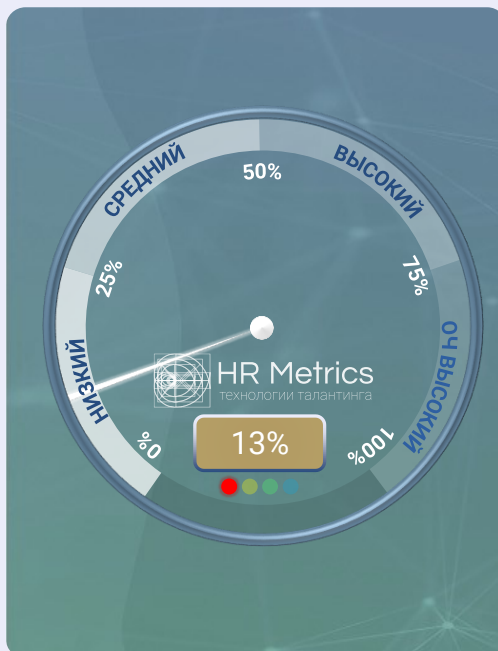 50%
СРЕДНИЙ
ВЫСОКИЙ
25%
75%
НИЗКИЙ
ОЧ ВЫСОКИЙ
HR Metrics
технологии талантинга
0%
100%
13%